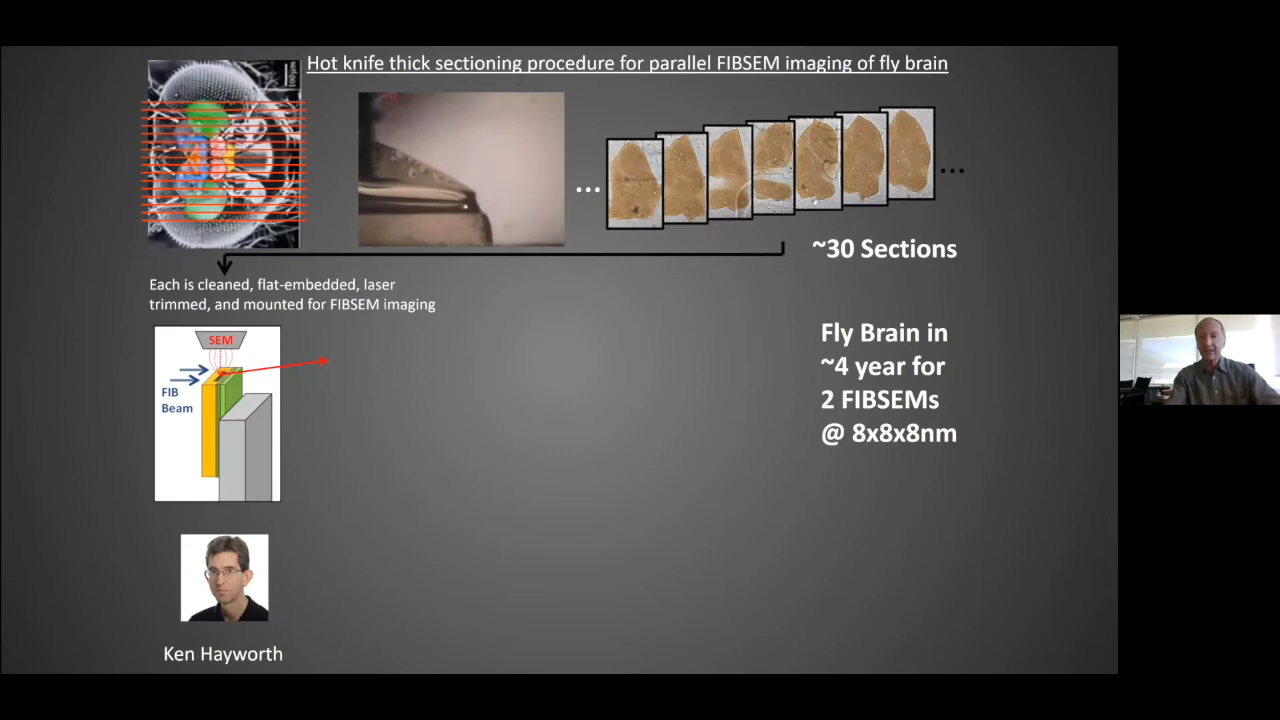 Hot knife thick sectioning procedure for parallel FIBSEM imaging of fly brain
...
...
~30 Sections
Each is cleaned, flat-embedded, laser
trimmed, and mounted for FIBSEM imaging
Fly Brain in
~4 year for
2 FIBSEMs
@ 8x8x8nm
SEM
FIB
Beam
Ken Hayworth